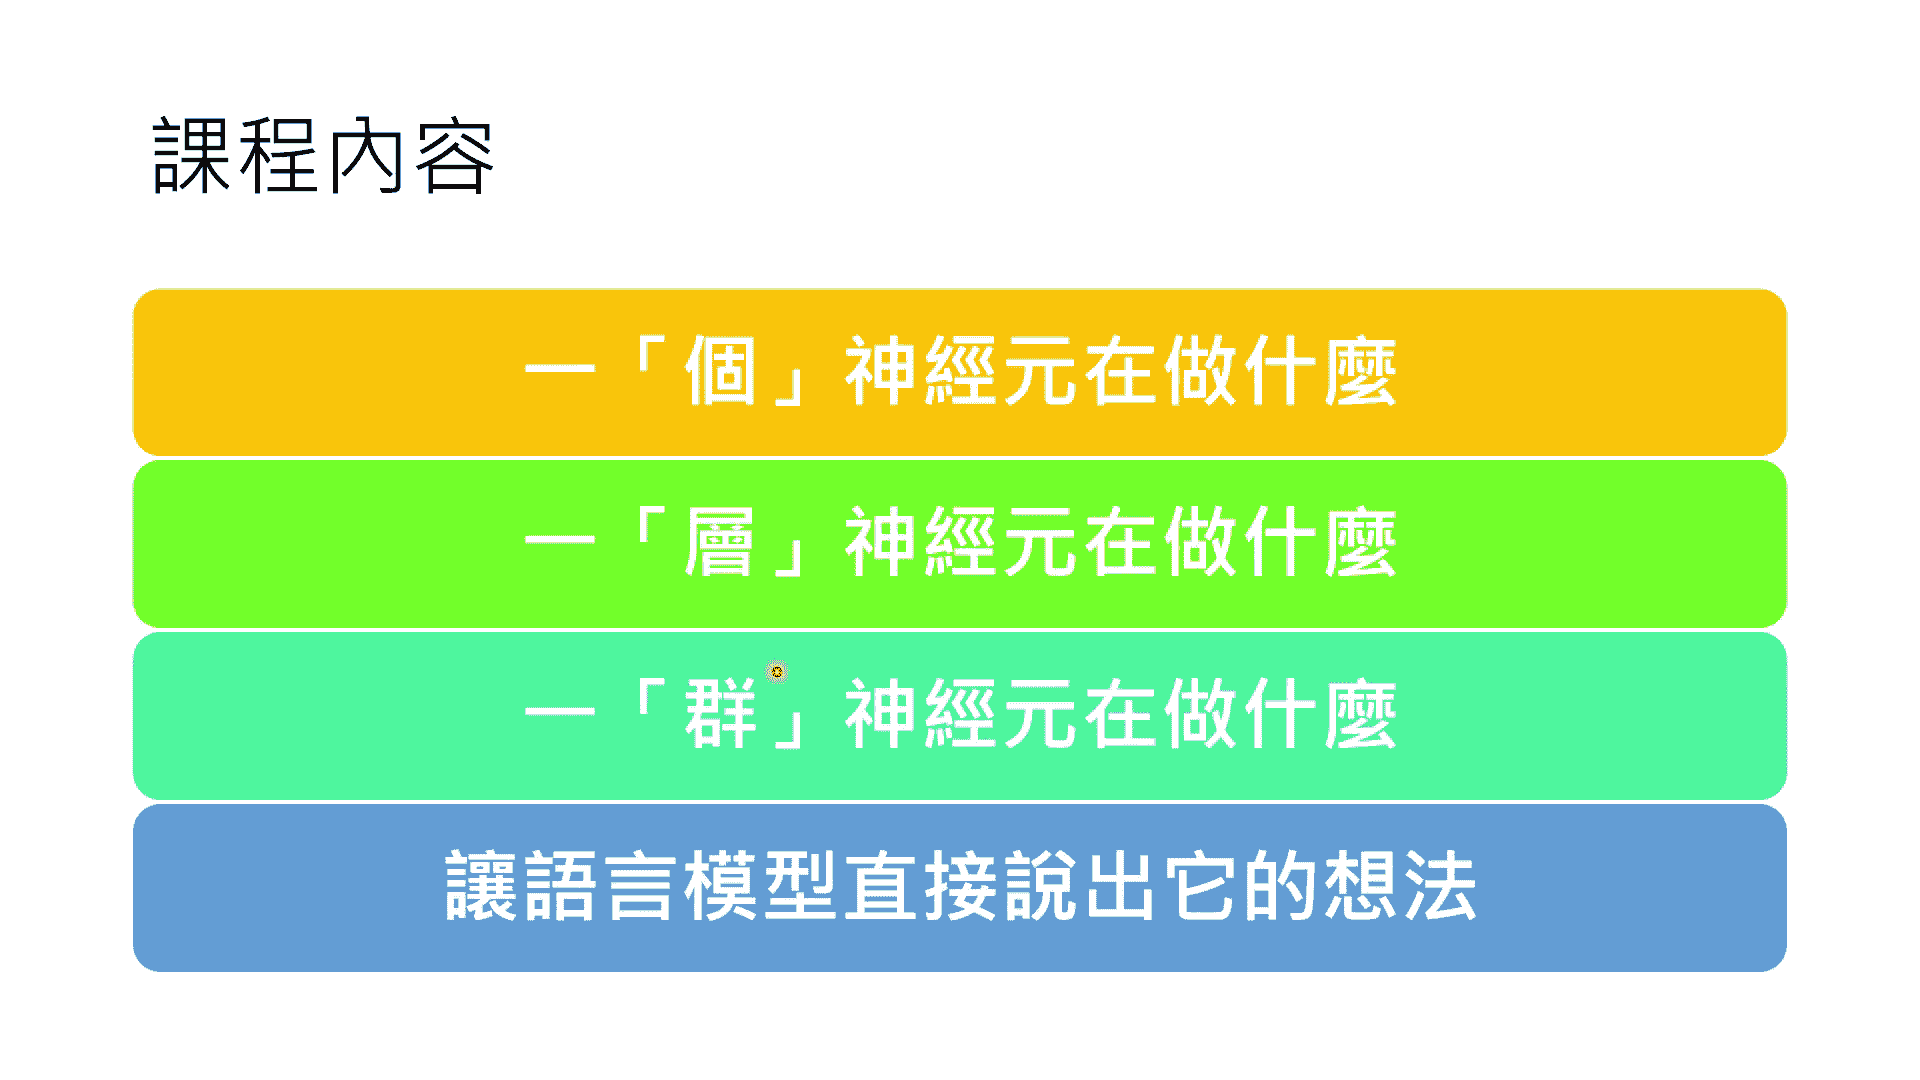 課程內容
一「個」神經元在做什麼
一「層」神經元在做什麼
一「群」神經元在做什麼
讓語言模型直接說出它的想法